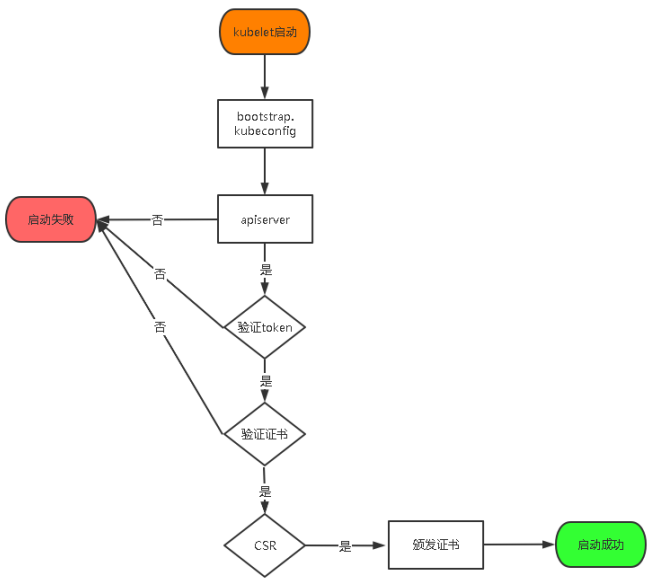 kubelet启动
bootstrap.
kubeconfig
启动失败
否
apiserver
是
否
验证token
否
是
验证证书
是
CSR
是
颁发证书
启动成功